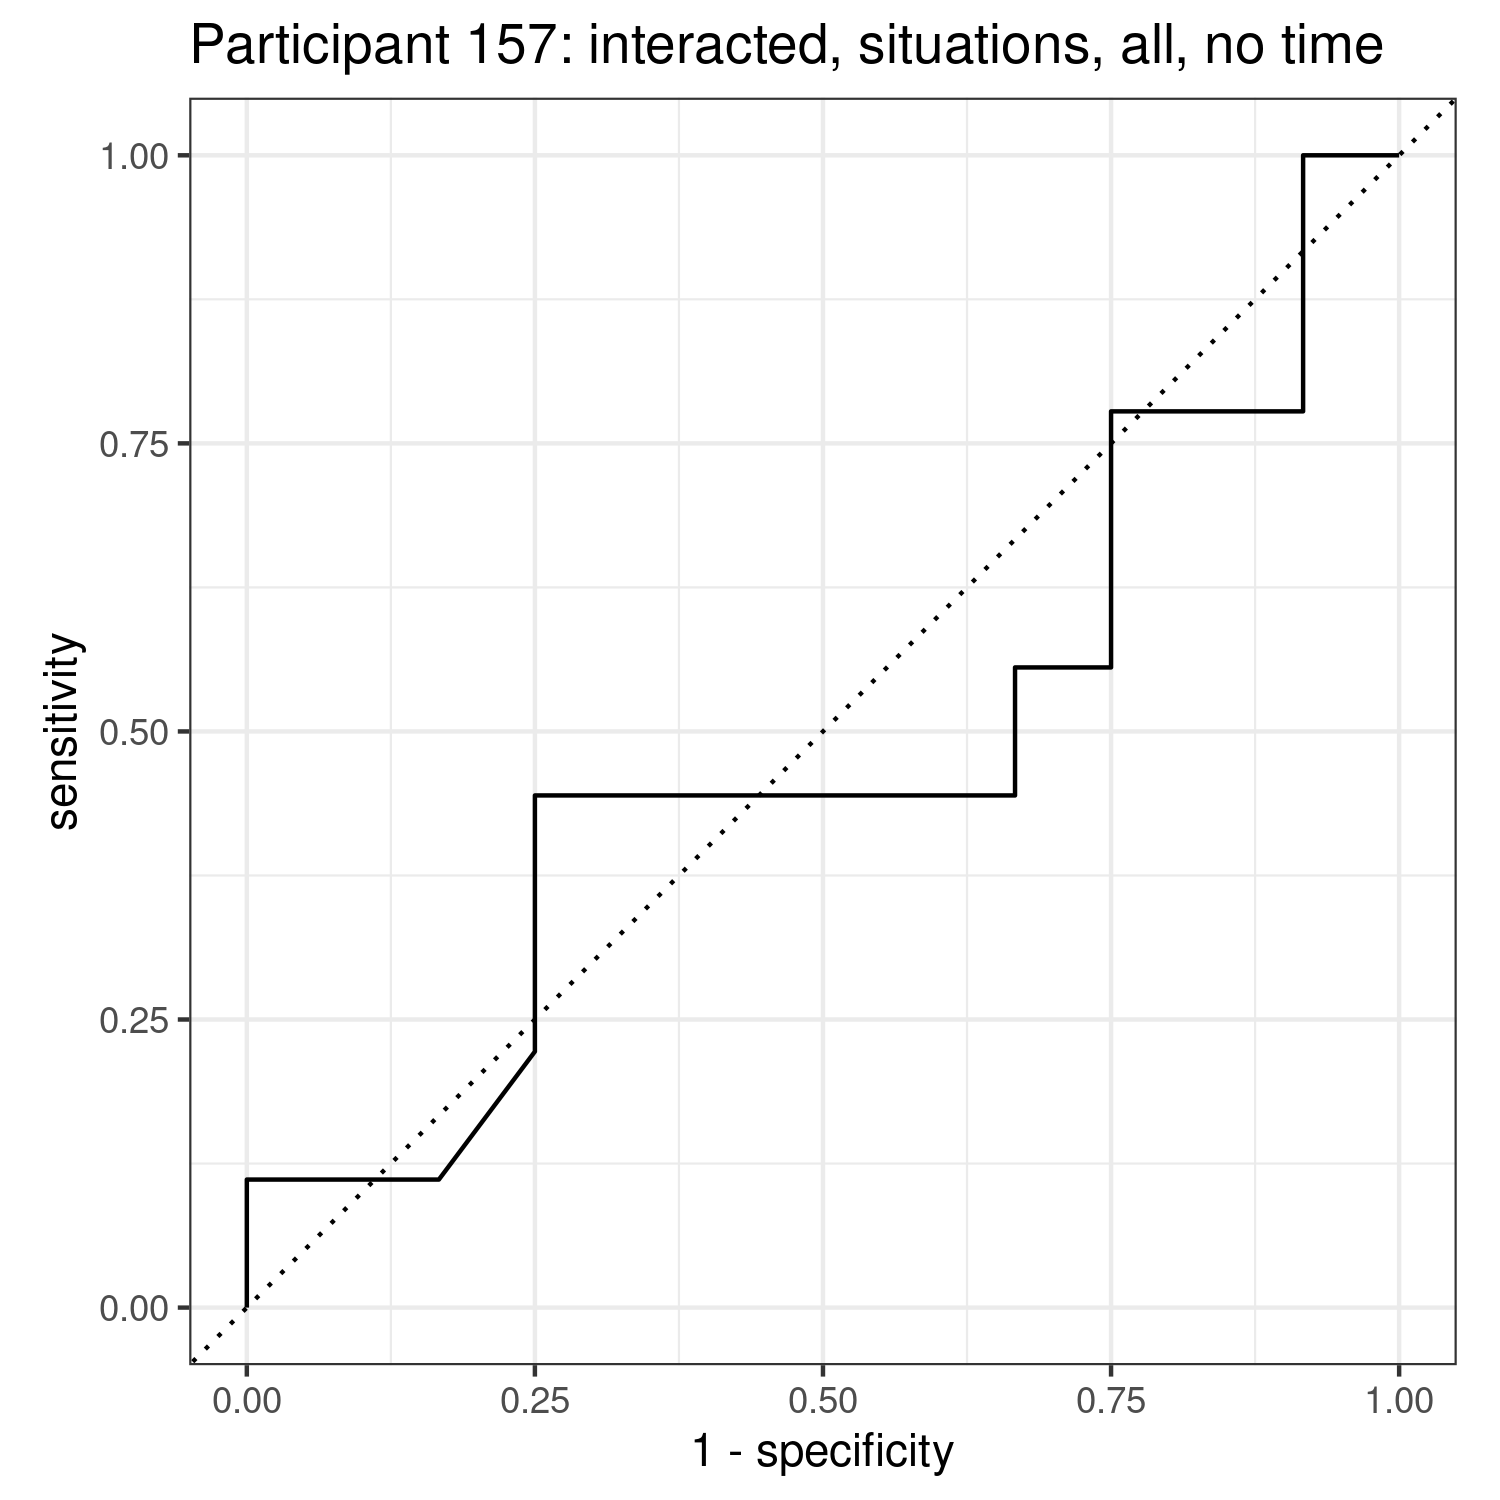 Participant 157: interacted, situations, all, no time
sensitivity
1.00
0.75
0.50
0.25
0.00
0.00 0.25 0.50 0.75 1.00
1 - specificity